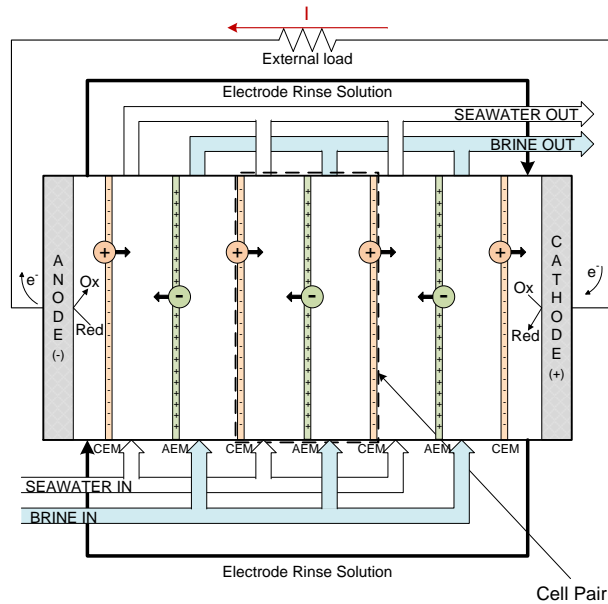 I
External load
Electrode Rinse Solution
SEAWATER OUT
BRINE OUT
ANODE
(-)
e-
Ox
Red
+
-
+
-
+
-
+
Ox
Red
CATHODE
(+)
e-
CEM
AEM
CEM
AEM
CEM
AEM
CEM
SEAWATER IN
BRINE IN
Electrode Rinse Solution
Cell Pair